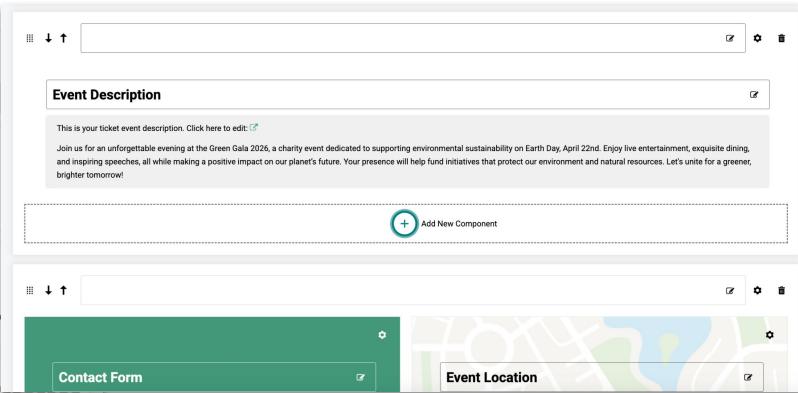 Event Description
This is your ticket event description. Click here to edit:
Join us for an unforgettable evening at the Green Gala 2026, a charity event dedicated to supporting environmental sustainability on Earth Day, April 22nd. Enjoy live entertainment, exquisite dining,
and inspiring speeches, all while making a positive impact on our planet's future. Your presence will help fund initiatives that protect our environment and natural resources. Let's unite for a greener,
brighter tomorrow!
Add New Component
Contact Form
Event Location